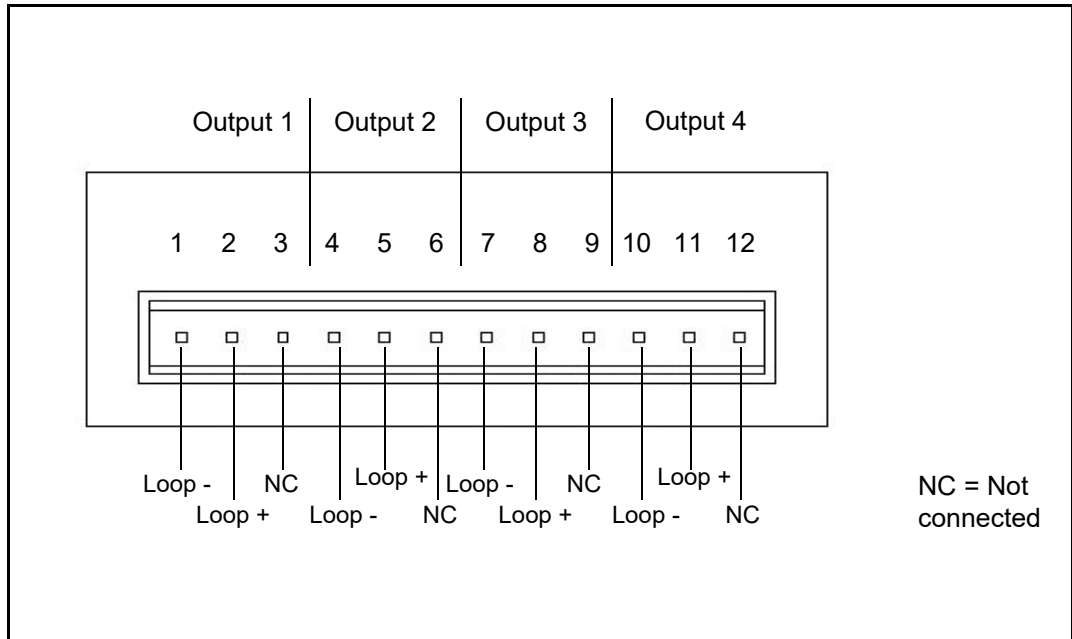 Output 1 Output 2 Output 3 Output 4
1 2 3 4 5 6 7 8 9 10 11 12
Loop - NC Loop + Loop - NC Loop +
Loop + Loop - NC Loop + Loop - NC
NC = Not
connected